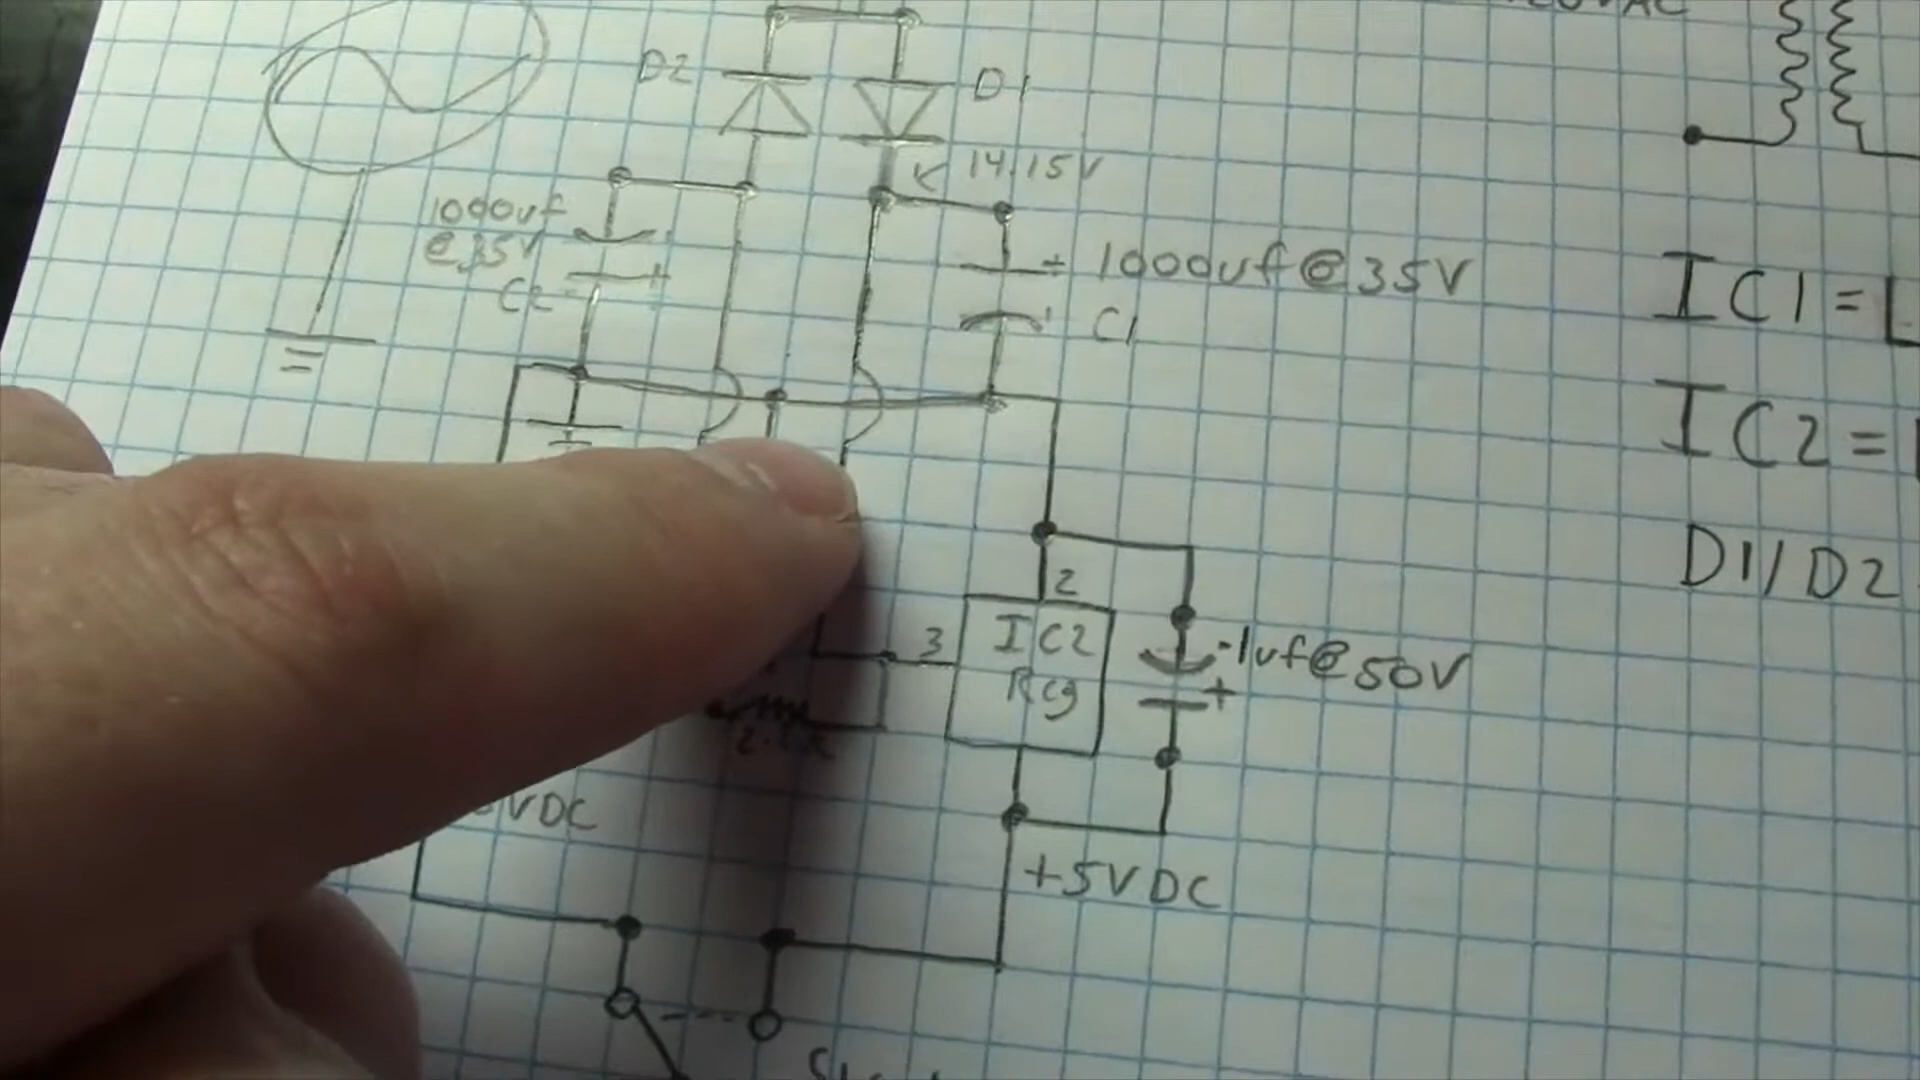 D2
D1
14.15V
1000uf
@35V
C2
+
+ 1000uf@35V
C1
IC1=
IC2=
D1//D2
2
3
IC2
Reg
.1uf@50V
+
VDC
+5VDC